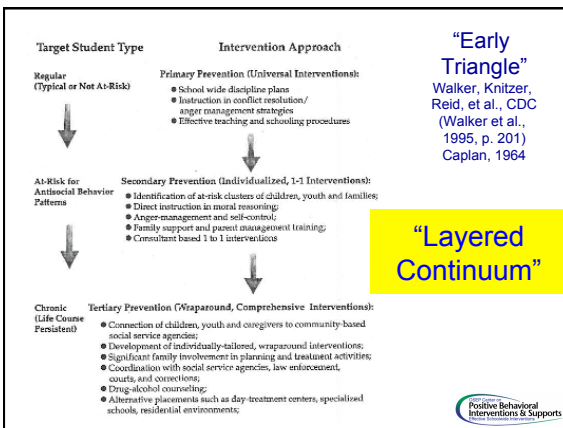 Target Student Type
Intervention Approach
Regular
(Typical or Not At-Risk)
Primary Prevention (Universal Interventions):
School wide discipline plans
Instruction in conflict resolution/
anger management strategies
Effective teaching and schooling procedures
At-Risk for
Antisocial Behavior
Patterns
Secondary Prevention (Individualized, 1-1 Interventions):
Identification of at-risk clusters of children, youth and families;
Direct instruction in moral reasoning;
Anger-management and self-control;
Family support and parent management training;
Consultant based 1 to 1 interventions
Chronic
(Life Course
Persistent)
Tertiary Prevention (Wraparound, Comprehensive Interventions):
Connection of children, youth and caregivers to community-based
social service agencies;
Development of individually-tailored, wraparound interventions;
Significant family involvement in planning and treatment activities;
Coordination with social service agencies, law enforcement,
courts, and corrections;
Drug-alcohol counseling;
Alternative placements such as day-treatment centers, specialized
schools, residential environments;
“Early
Triangle”
Walker, Knitzer,
Reid, et al., CDC
(Walker et al.,
1995, p. 201)
Caplan, 1964
“Layered
Continuum”
OSEP Center on
Positive Behavioral
Interventions & Supports
Effective Schoolwide Interventions